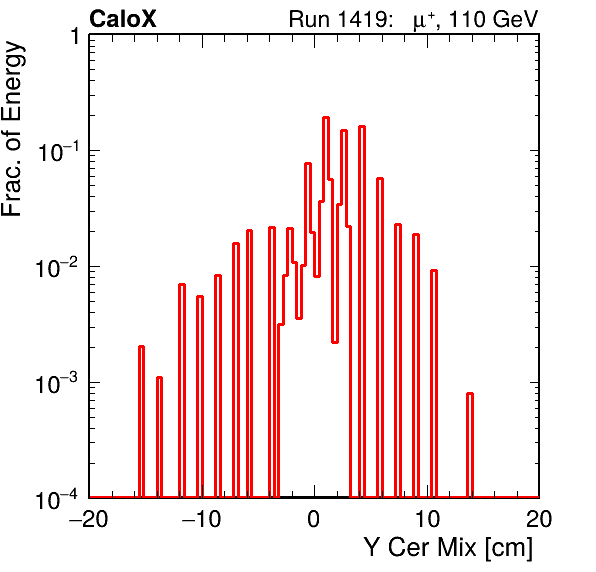 CaloX Run 1419: μ⁺, 110 GeV
Frac. of Energy
1
10⁻¹
10⁻²
10⁻³
10⁻⁴
−20 −10 0 10 20
Y Cer Mix [cm]